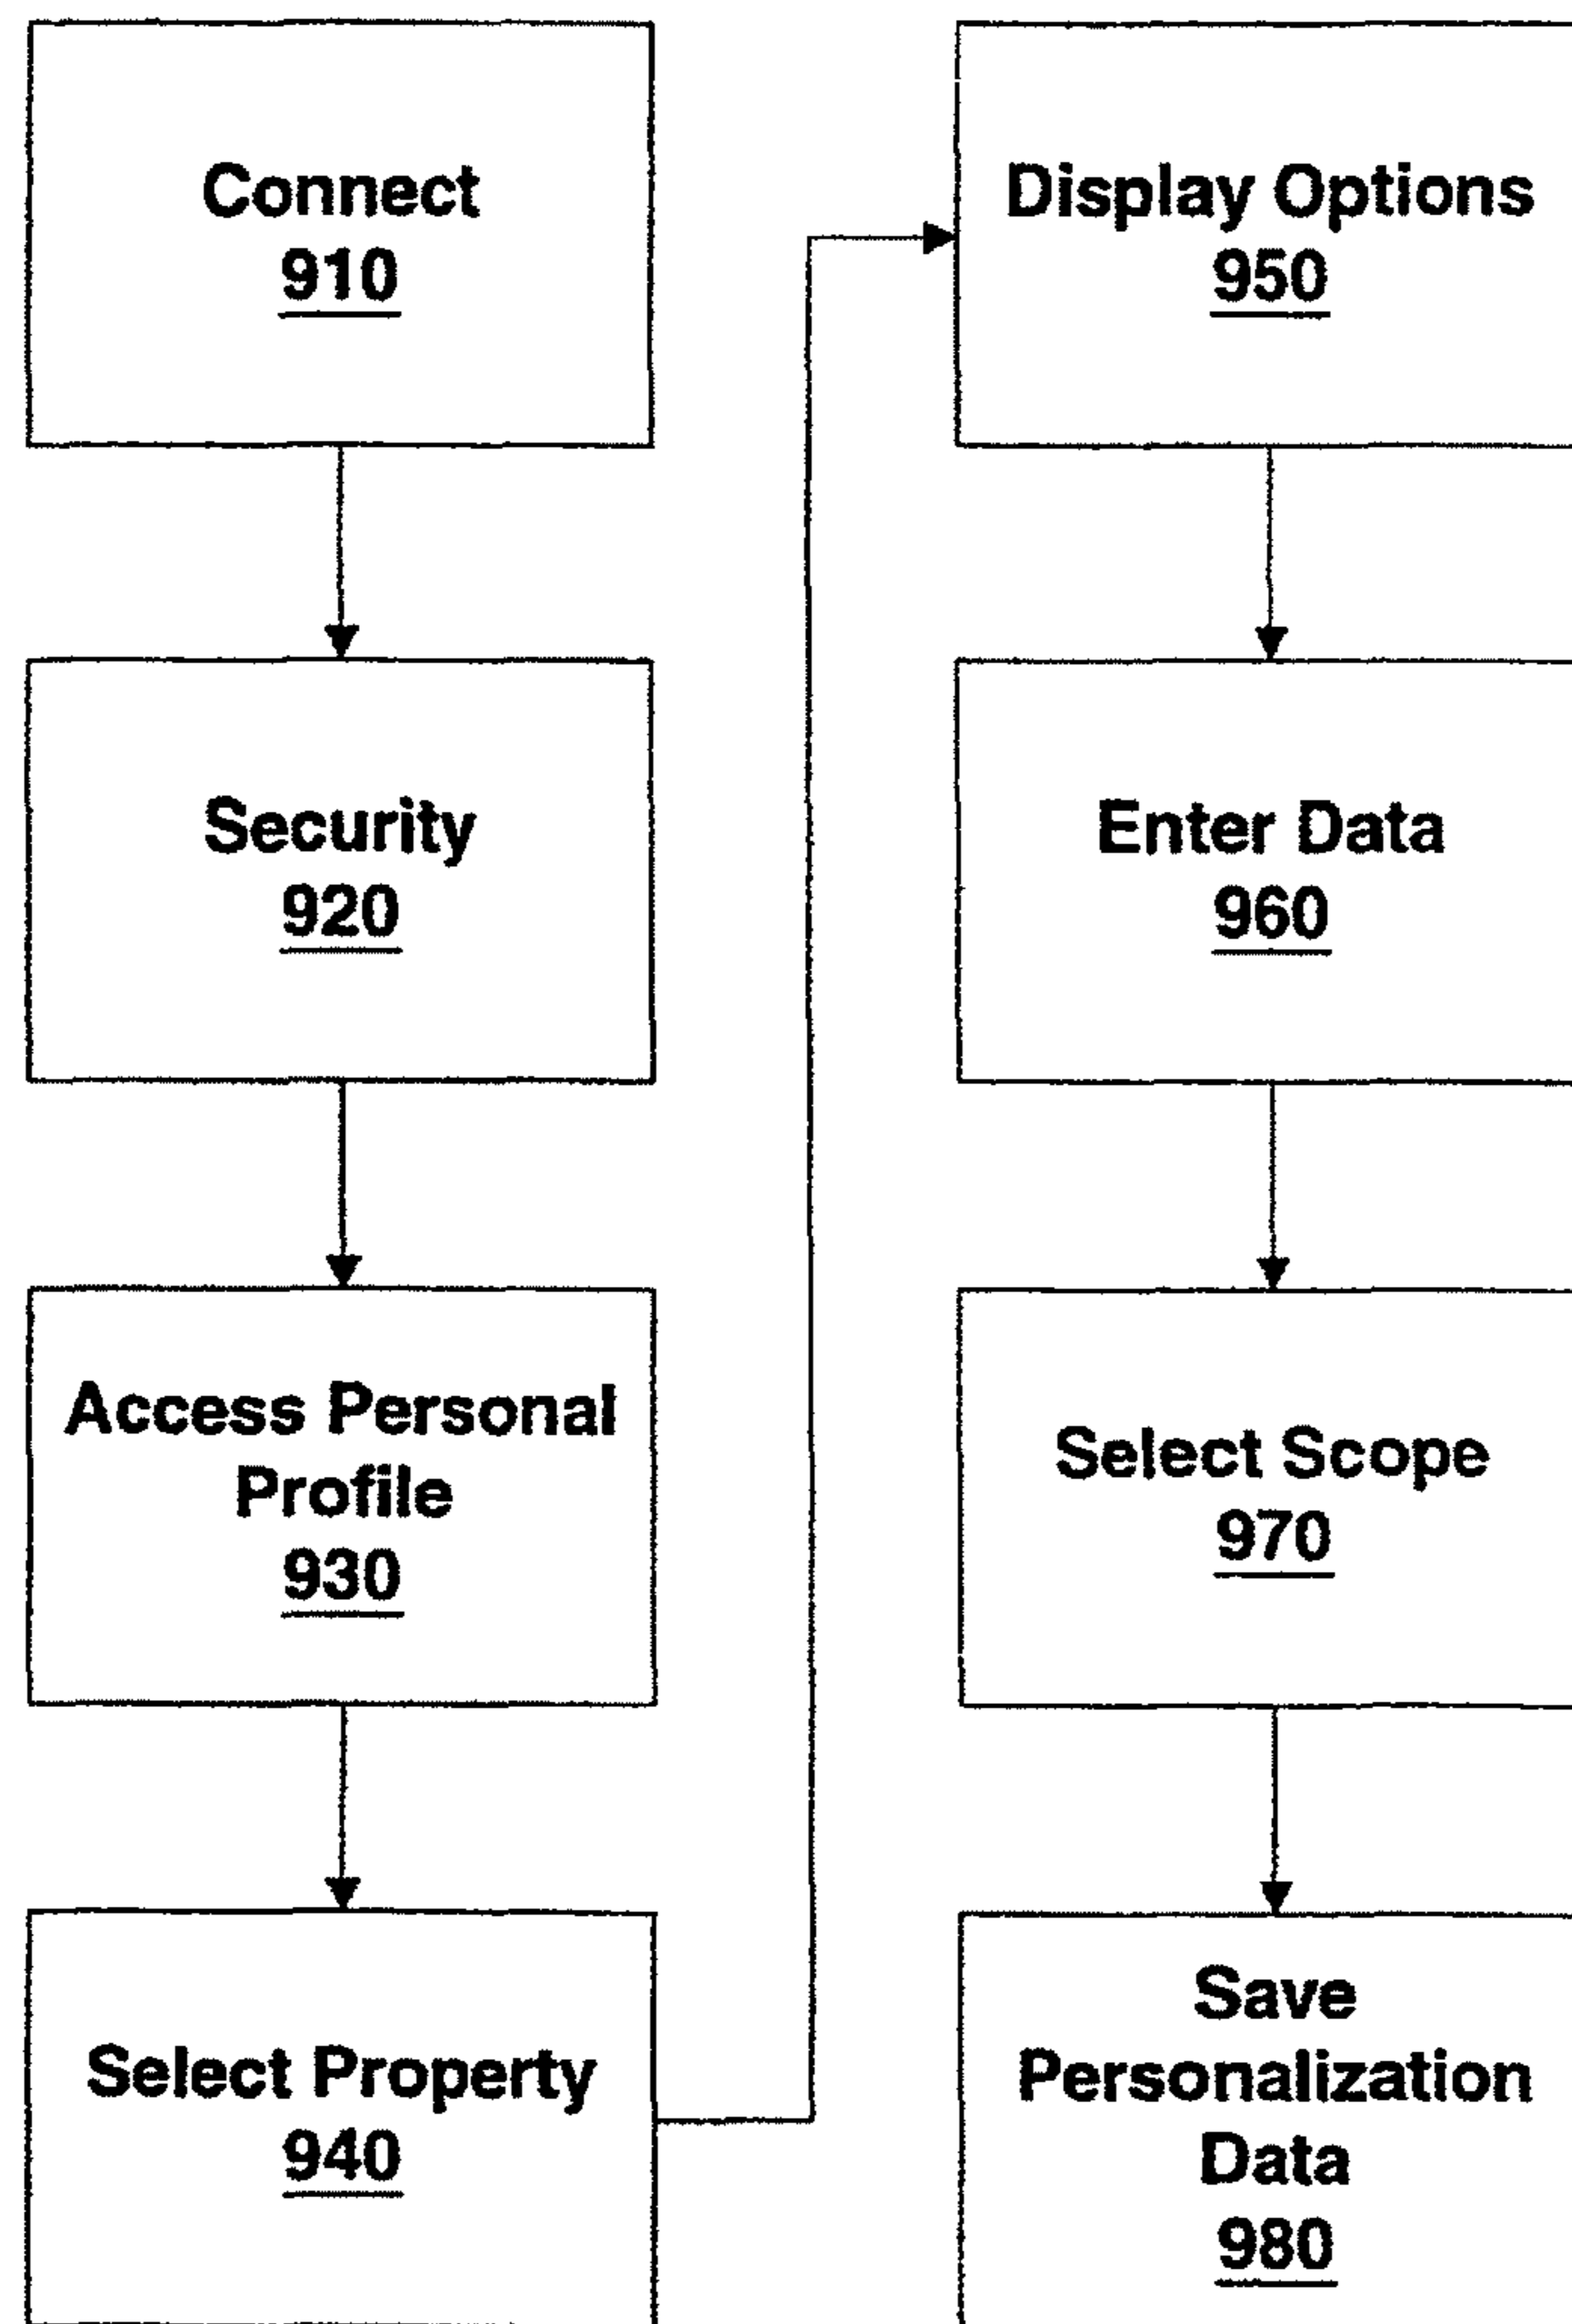 Connect
910
Security
920
Access Personal
Profile
930
Select Property
940
Display Options
950
Enter Data
960
Select Scope
970
Save
Personalization
Data
980